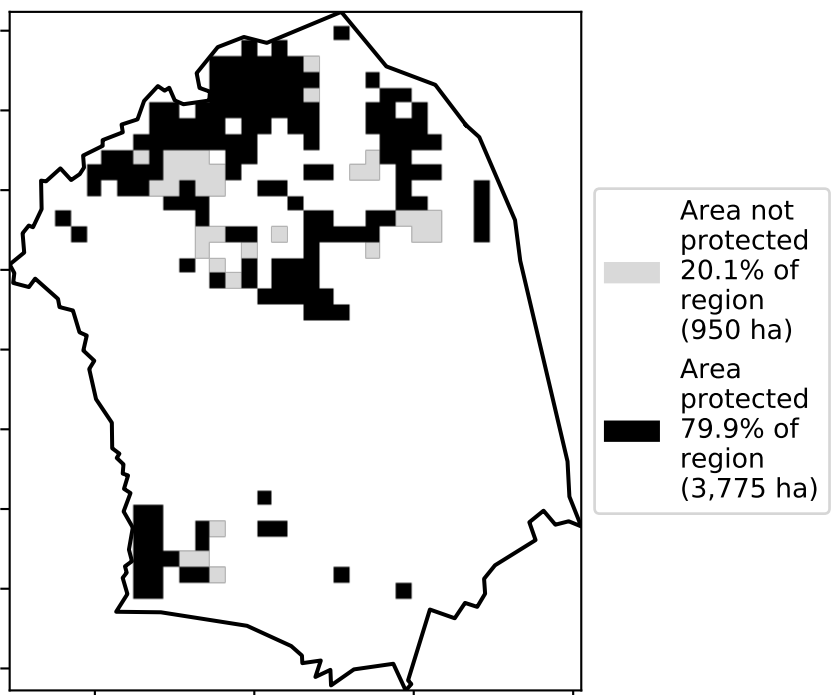 Area not
protected
20.1% of
region
(950 ha)
Area
protected
79.9% of
region
(3,775 ha)